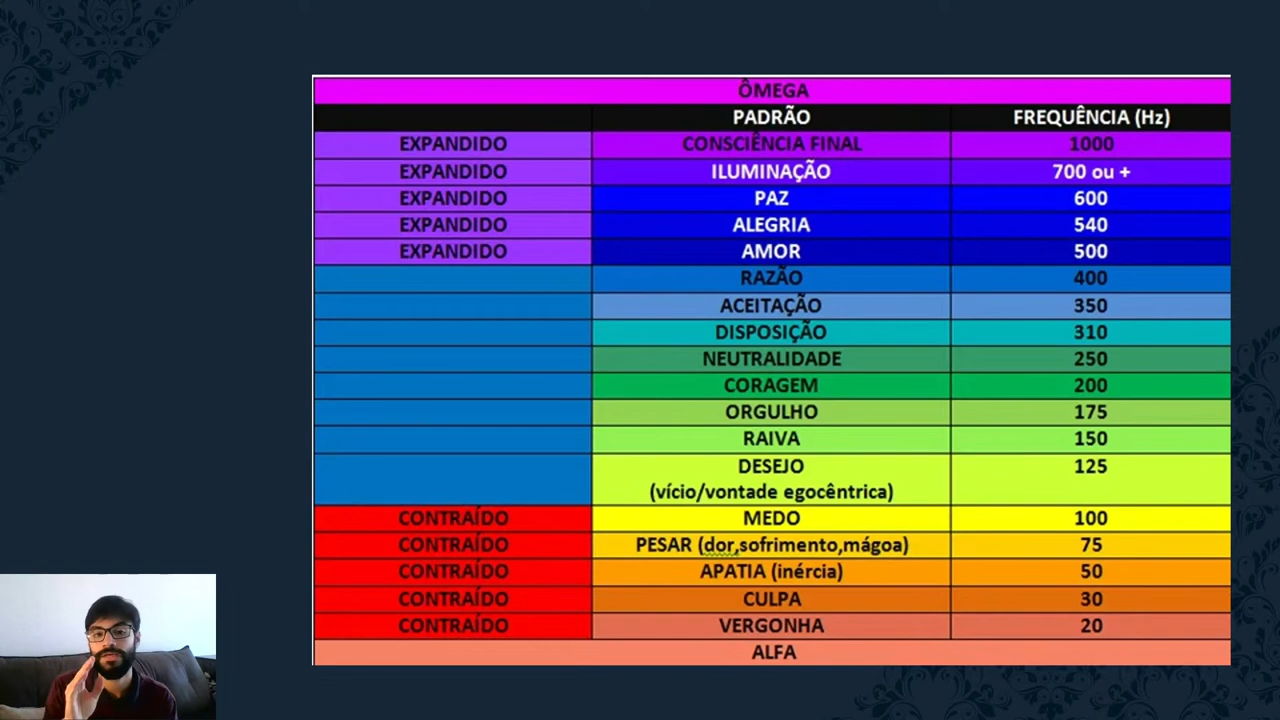 ÔMEGA
PADRÃO FREQUÊNCIA (Hz)
EXPANDIDO CONSCIÊNCIA FINAL 1000
EXPANDIDO ILUMINAÇÃO 700 ou +
EXPANDIDO PAZ 600
EXPANDIDO ALEGRIA 540
EXPANDIDO AMOR 500
RAZÃO 400
ACEITAÇÃO 350
DISPOSIÇÃO 310
NEUTRALIDADE 250
CORAGEM 200
ORGULHO 175
RAIVA 150
DESEJO 125
(vício/vontade egocêntrica)
CONTRAÍDO MEDO 100
CONTRAÍDO PESAR (dor,sofrimento,mágoa) 75
CONTRAÍDO APATIA (inércia) 50
CONTRAÍDO CULPA 30
CONTRAÍDO VERGONHA 20
ALFA